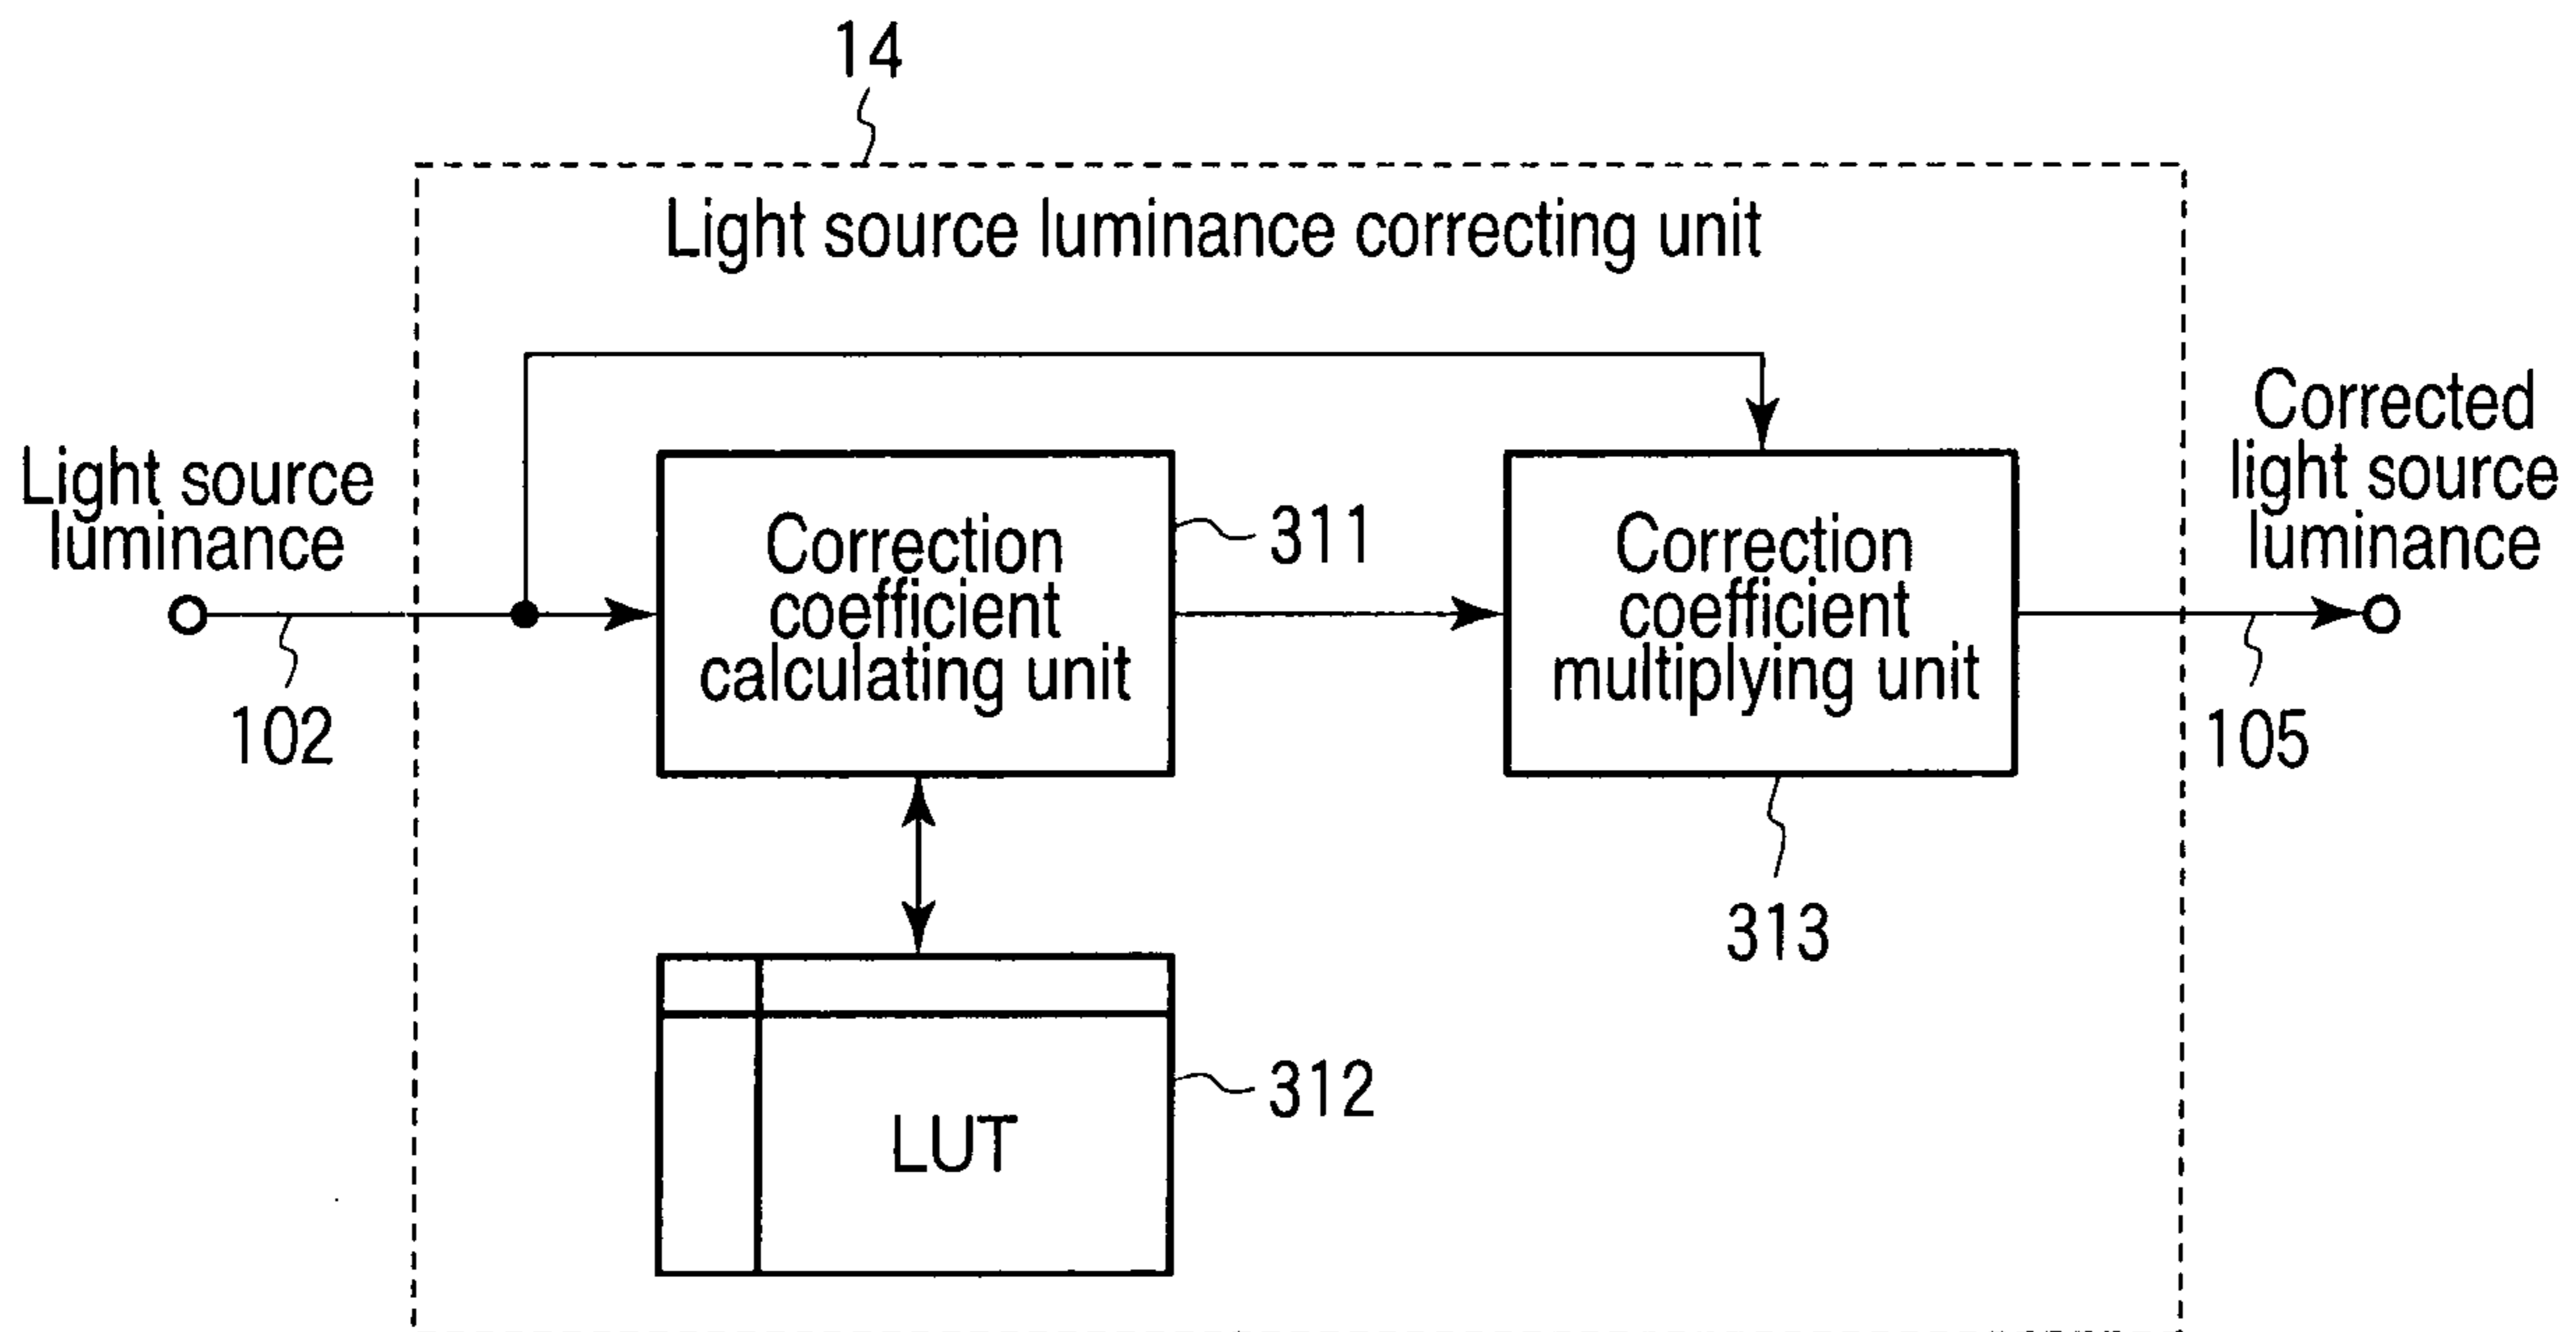 14
Light source luminance correcting unit
Light source
luminance
102
Correction
coefficient
calculating unit
311
Correction
coefficient
multiplying unit
313
Corrected
light source
luminance
105
LUT
312